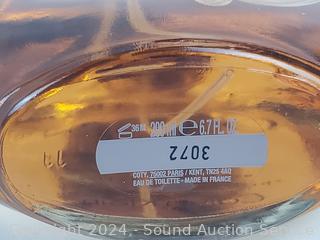 36M 200 ml e 6.7 FL. OZ.
3072
COTY, 75002 PARIS / KENT, TN25 4AQ
EAU DE TOILETTE - MADE IN FRANCE
Copyright 2024, - Sound Auction Service